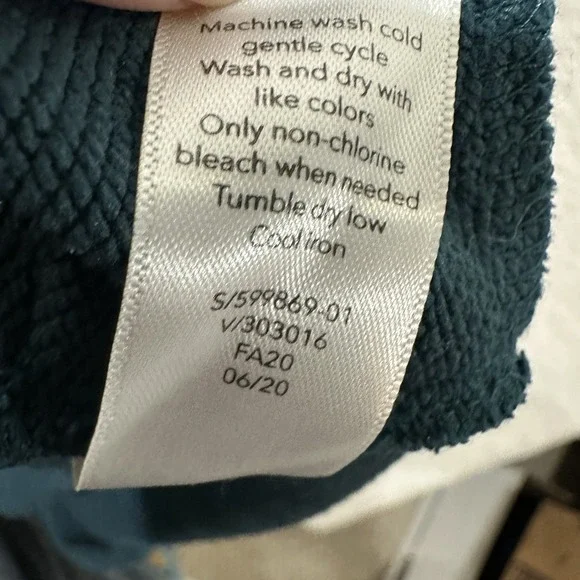 Machine wash cold
gentle cycle
Wash and dry with
like colors
Only non-chlorine
bleach when needed
Tumble dry low
Cool iron
S/599869-01
V/303016
FA20
06/20